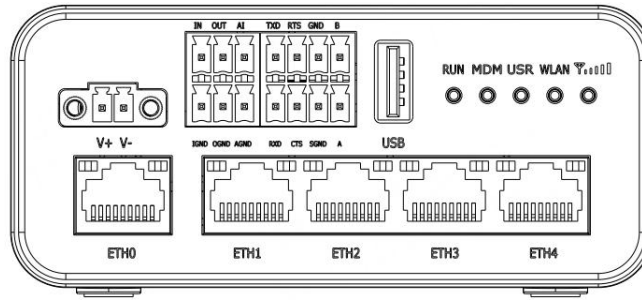 IN OUT AI TXD RTS GND B
RUN MDM USR WLAN
IGND OGND AGND RXD CTS SGND A
V+ V- USB
ETH0 ETH1 ETH2 ETH3 ETH4